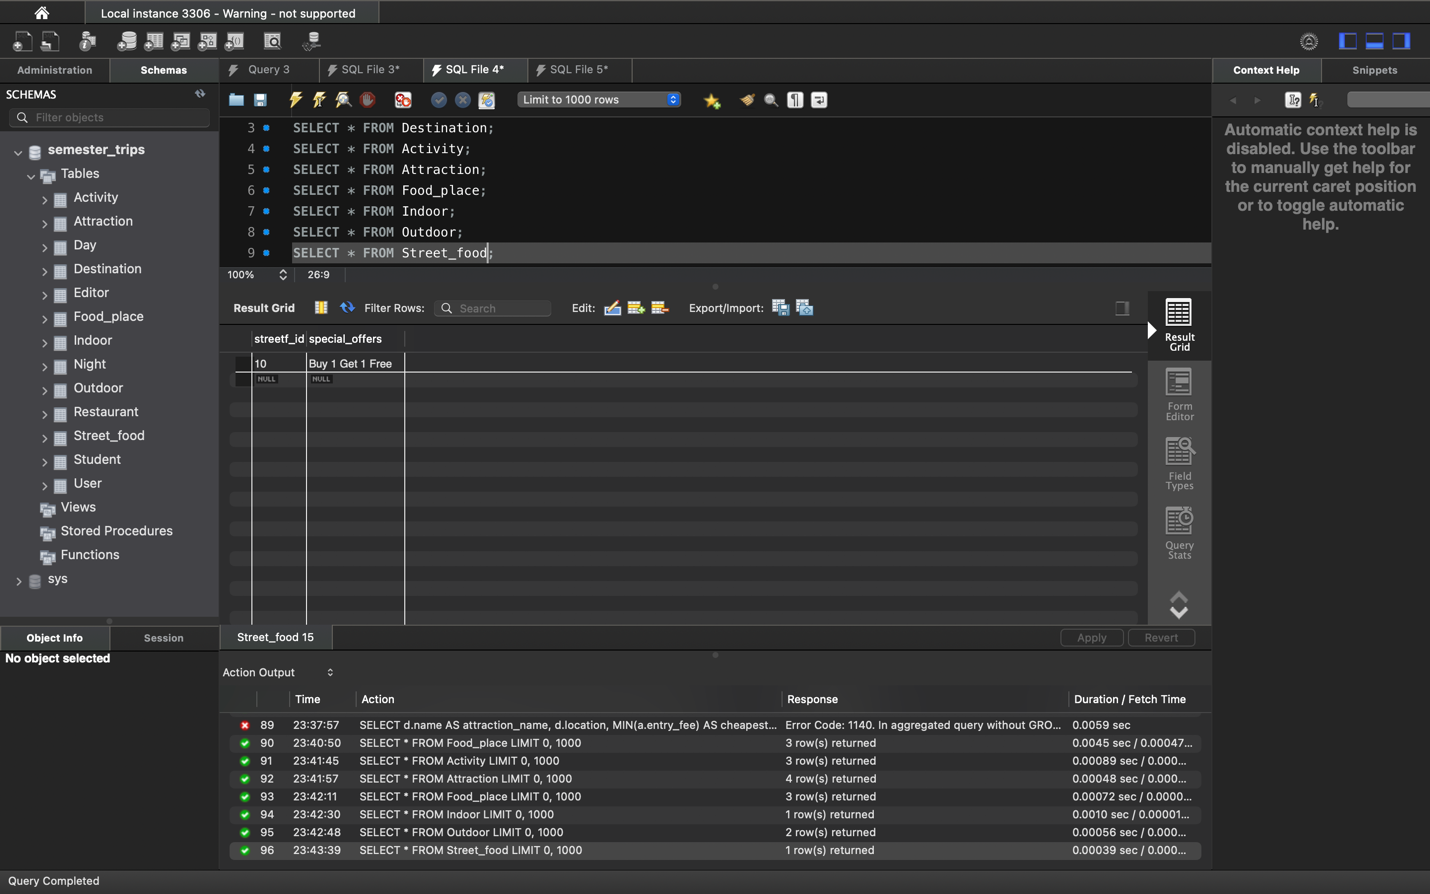 Local instance 3306 - Warning - not supported
Administration
Schemas
Query 3
SQL File 3*
SQL File 4*
SQL File 5*
Context Help
Snippets
SCHEMAS
Filter objects
Limit to 1000 rows
semester_trips
Tables
Activity
Attraction
Day
Destination
Editor
Food_place
Indoor
Night
Outdoor
Restaurant
Street_food
Student
User
Views
Stored Procedures
Functions
sys
3 SELECT * FROM Destination;
4 SELECT * FROM Activity;
5 SELECT * FROM Attraction;
6 SELECT * FROM Food_place;
7 SELECT * FROM Indoor;
8 SELECT * FROM Outdoor;
9 SELECT * FROM Street_food;
100% 26:9
Automatic context help is
disabled. Use the toolbar
to manually get help for
the current caret position
or to toggle automatic
help.
Result Grid Filter Rows: Search Edit: Export/Import:
streetf_id special_offers
10 Buy 1 Get 1 Free
NULL NULL
Result
Grid
Form
Editor
Field
Types
Query
Stats
Object Info
Session
No object selected
Street_food 15
Apply
Revert
Action Output
Time Action Response Duration / Fetch Time
89 23:37:57 SELECT d.name AS attraction_name, d.location, MIN(a.entry_fee) AS cheapest... Error Code: 1140. In aggregated query without GRO... 0.0059 sec
90 23:40:50 SELECT * FROM Food_place LIMIT 0, 1000 3 row(s) returned 0.0045 sec / 0.00047...
91 23:41:45 SELECT * FROM Activity LIMIT 0, 1000 3 row(s) returned 0.00089 sec / 0.000...
92 23:41:57 SELECT * FROM Attraction LIMIT 0, 1000 4 row(s) returned 0.00048 sec / 0.000...
93 23:42:11 SELECT * FROM Food_place LIMIT 0, 1000 3 row(s) returned 0.00072 sec / 0.0000...
94 23:42:30 SELECT * FROM Indoor LIMIT 0, 1000 1 row(s) returned 0.0010 sec / 0.00001...
95 23:42:48 SELECT * FROM Outdoor LIMIT 0, 1000 2 row(s) returned 0.00056 sec / 0.000...
96 23:43:39 SELECT * FROM Street_food LIMIT 0, 1000 1 row(s) returned 0.00039 sec / 0.000...
Query Completed